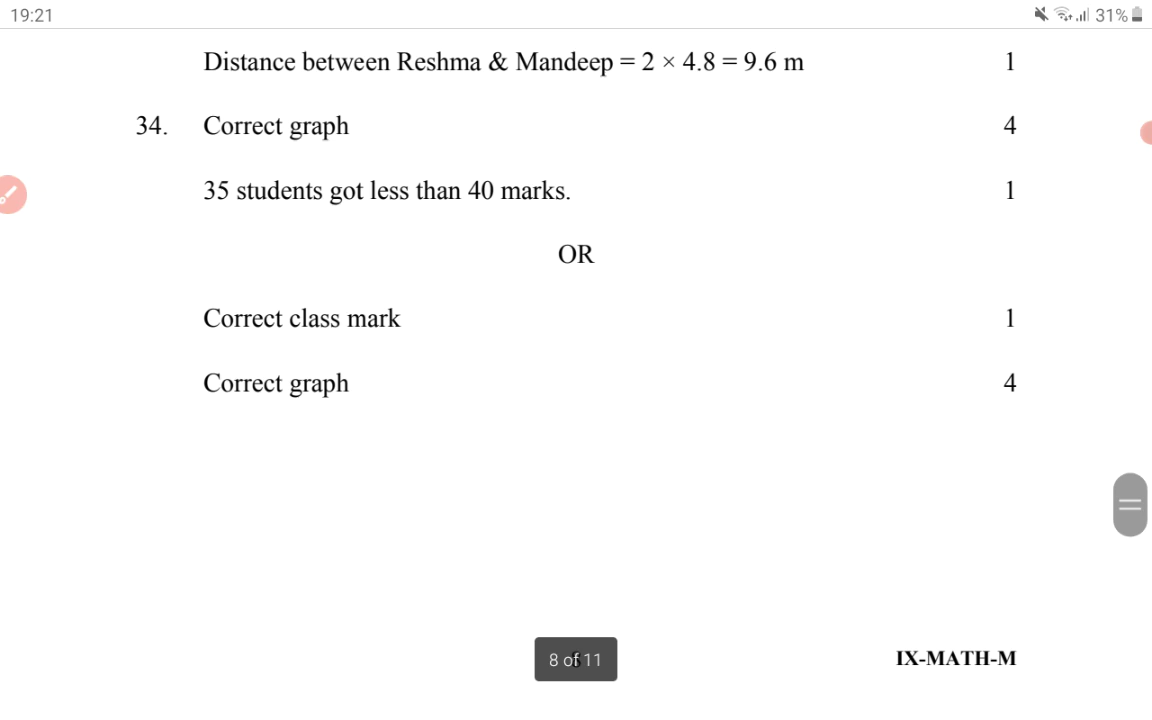 19:21 31%
Distance between Reshma & Mandeep = 2 × 4.8 = 9.6 m 1
34. Correct graph 4
35 students got less than 40 marks. 1
OR
Correct class mark 1
Correct graph 4
8 of 11 IX-MATH-M